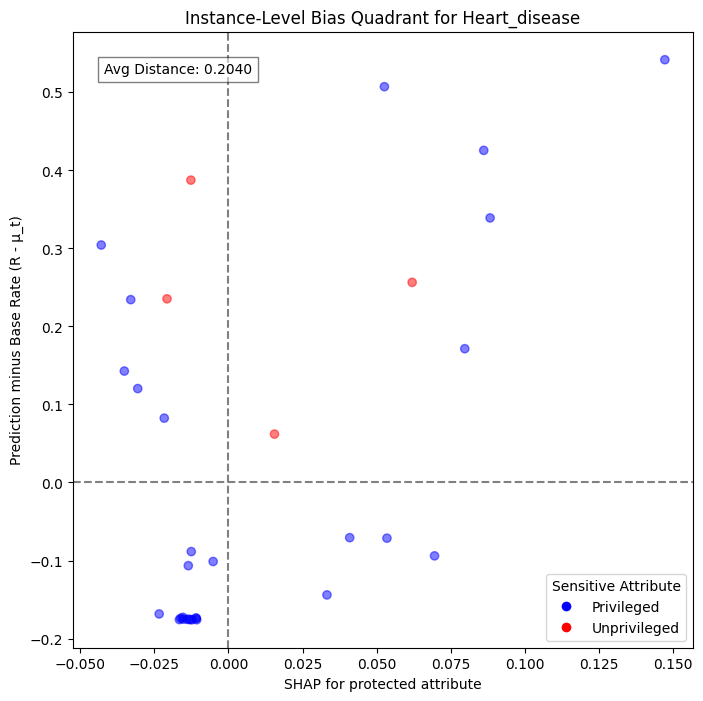 Instance-Level Bias Quadrant for Heart_disease
Avg Distance: 0.2040
Prediction minus Base Rate (R - μ_t)
0.5
0.4
0.3
0.2
0.1
0.0
−0.1
−0.2
Sensitive Attribute
Privileged
Unprivileged
−0.050 −0.025 0.000 0.025 0.050 0.075 0.100 0.125 0.150
SHAP for protected attribute